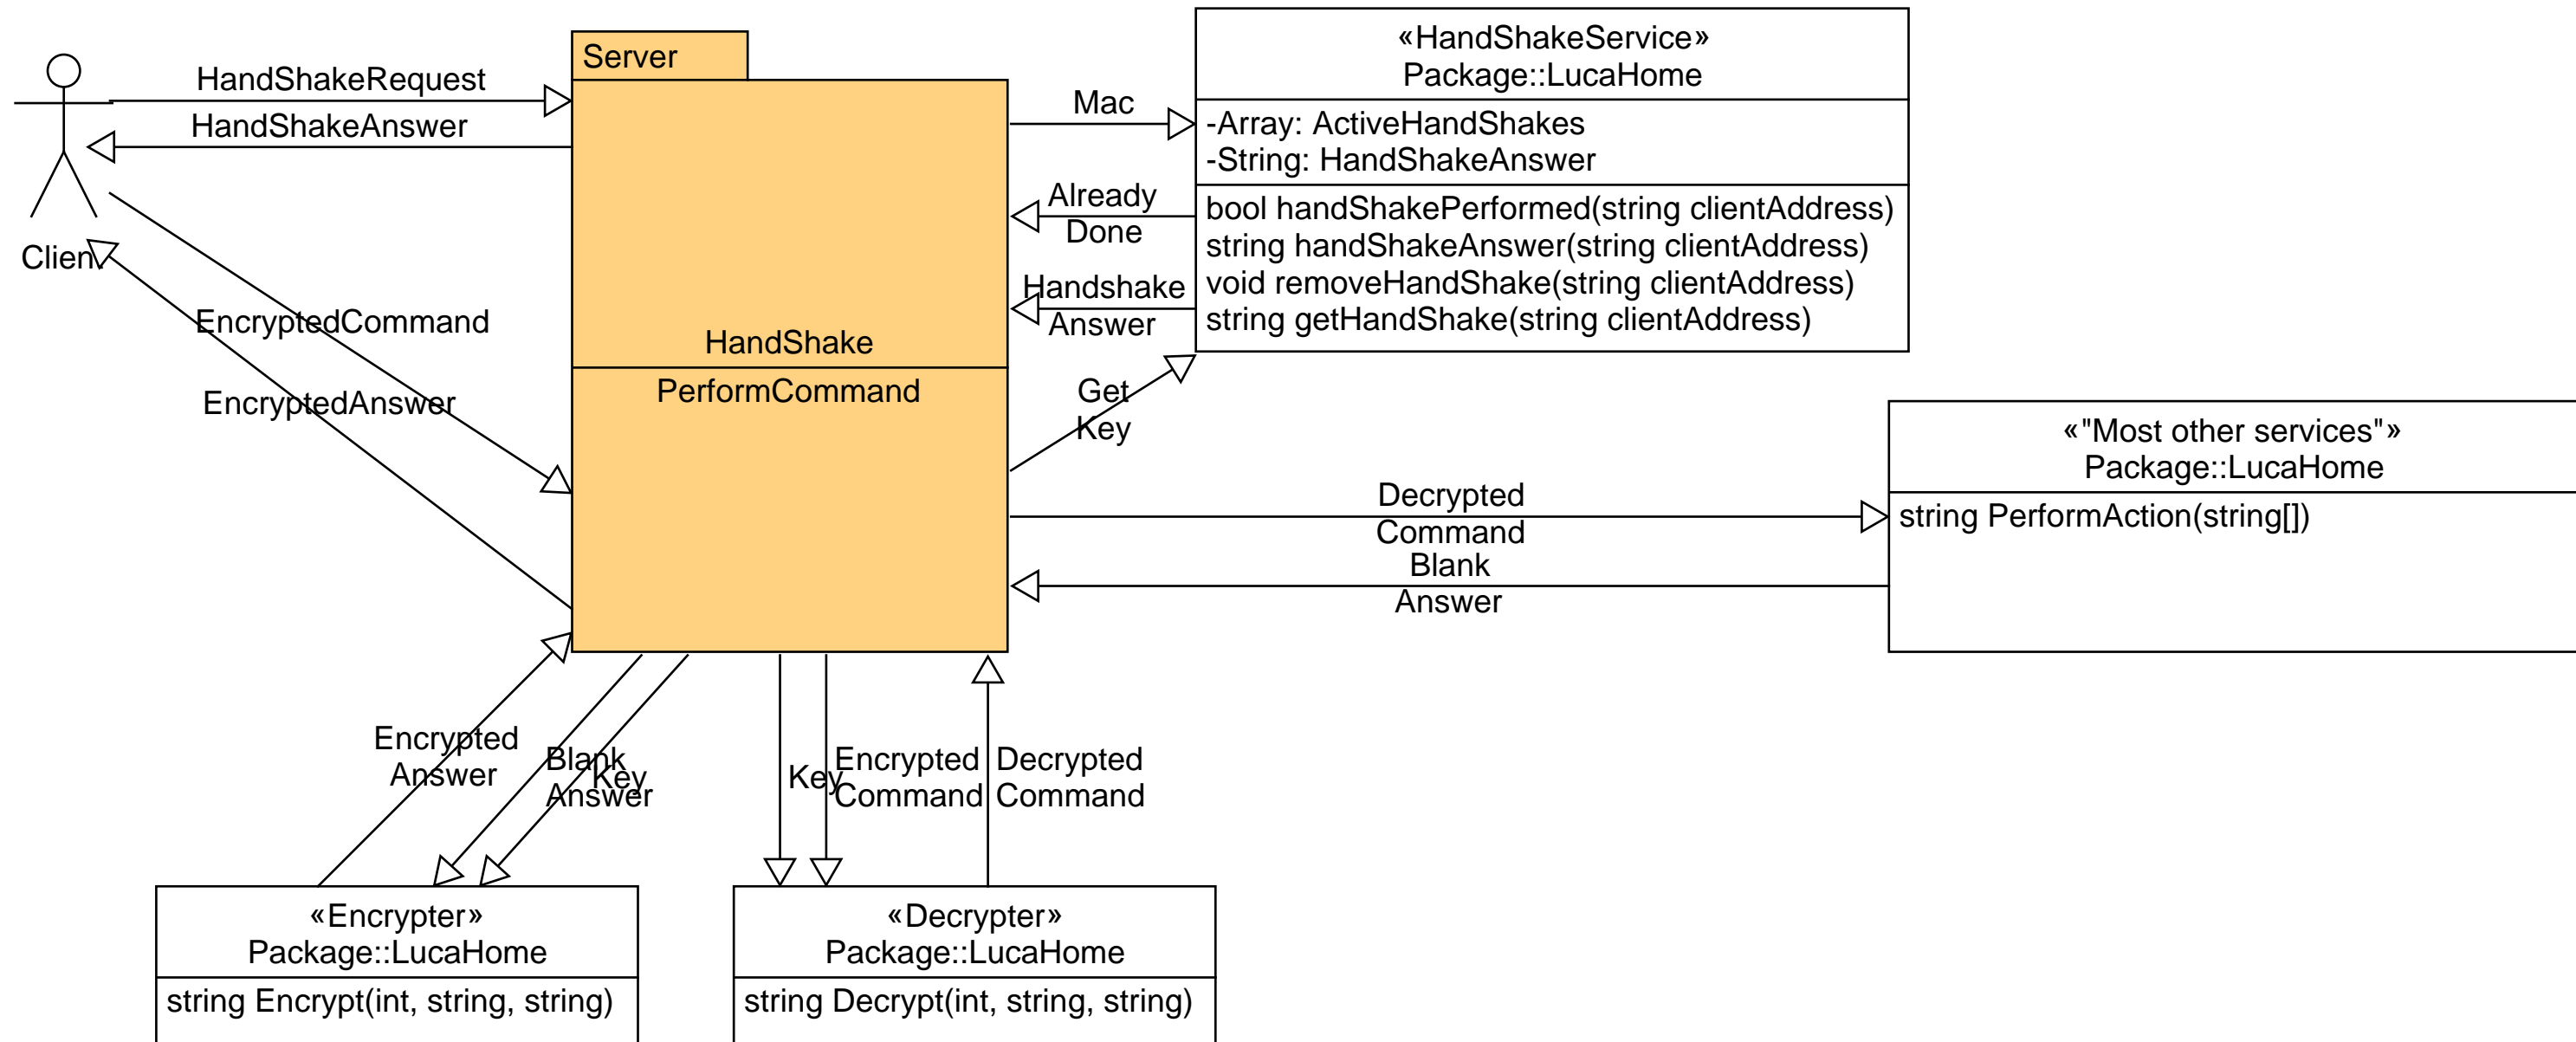 Server
HandShakeRequest
HandShakeAnswer
Client
EncryptedCommand
EncryptedAnswer
HandShake
PerformCommand
Mac
Already
Done
Handshake
Answer
Get
Key
«HandShakeService»
Package::LucaHome
-Array: ActiveHandShakes
-String: HandShakeAnswer
bool handShakePerformed(string clientAddress)
string handShakeAnswer(string clientAddress)
void removeHandShake(string clientAddress)
string getHandShake(string clientAddress)
Decrypted
Command
Blank
Answer
«"Most other services"»
Package::LucaHome
string PerformAction(string[])
Encrypted
Answer
Blank
Answer
Key
Key
Encrypted
Command
Decrypted
Command
«Encrypter»
Package::LucaHome
string Encrypt(int, string, string)
«Decrypter»
Package::LucaHome
string Decrypt(int, string, string)